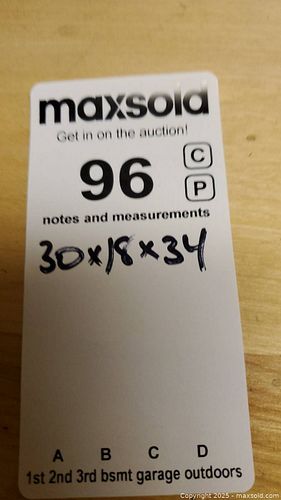 maxsold
Get in on the auction!
96
C
P
notes and measurements
30x18x34
A B C D
1st 2nd 3rd bsmt garage outdoors
Copyright 2025 - maxsold.com